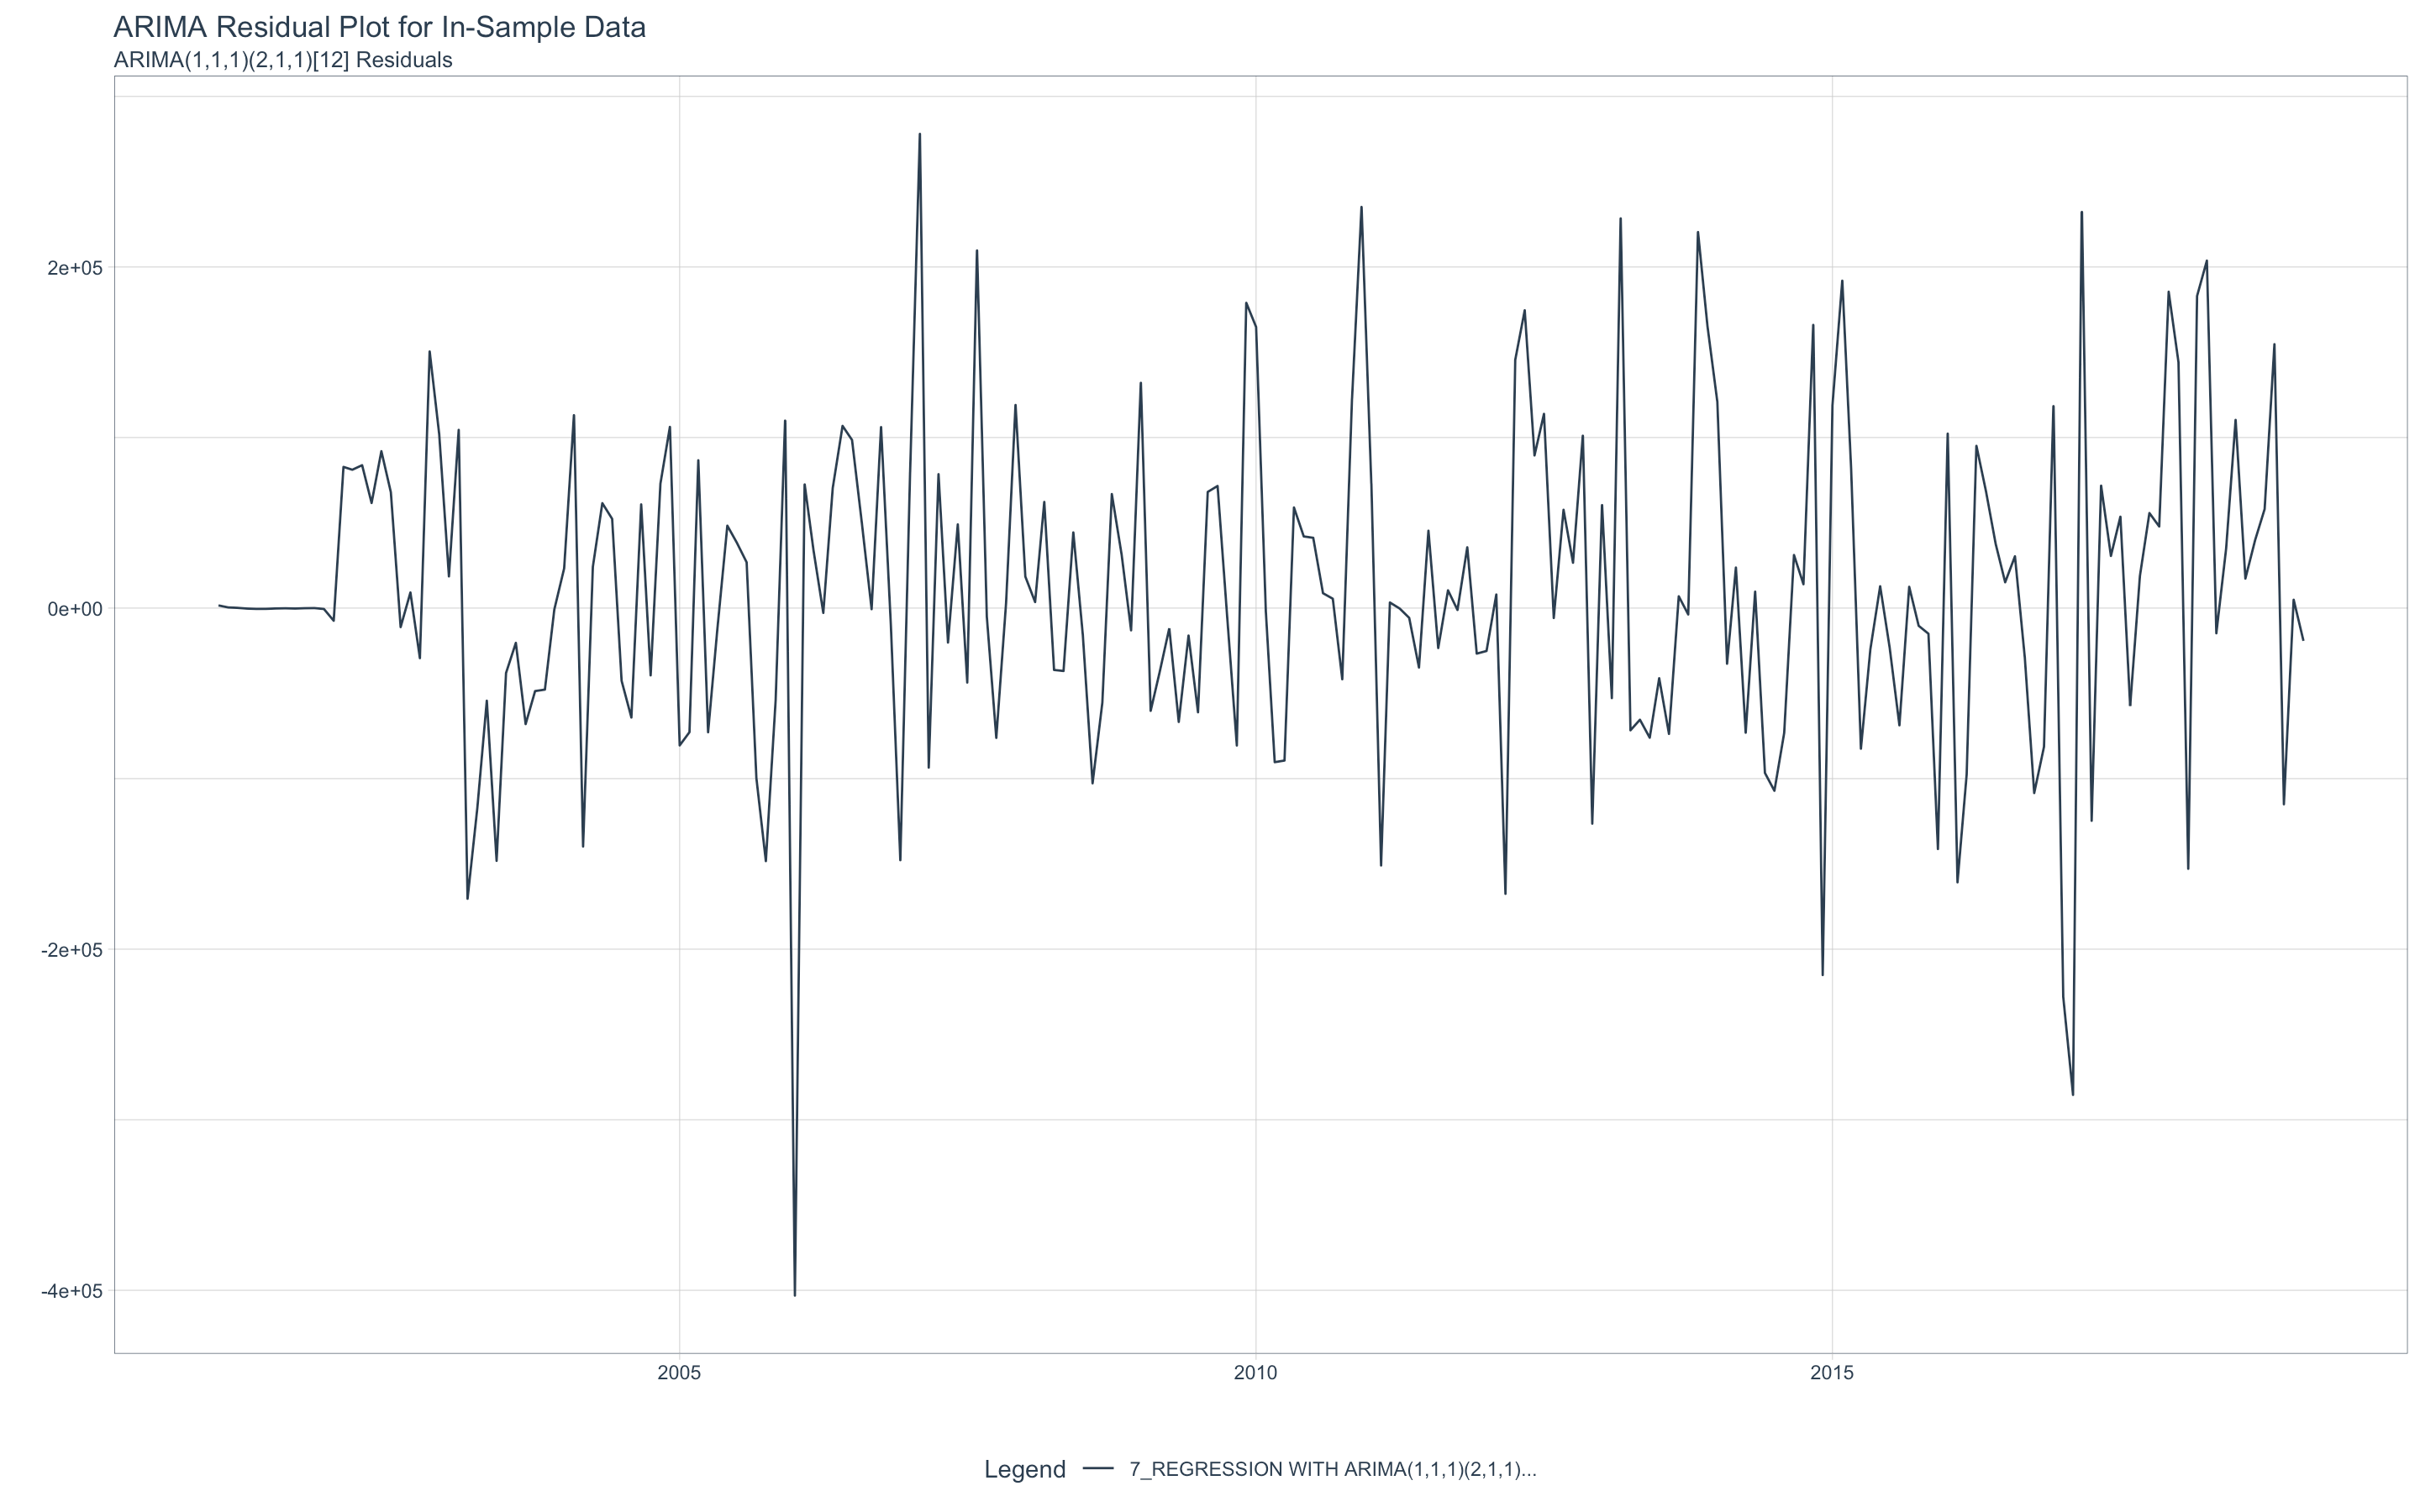 ARIMA Residual Plot for In-Sample Data
ARIMA(1,1,1)(2,1,1)[12] Residuals
2e+05
0e+00
-2e+05
-4e+05
2005 2010 2015
Legend 7_REGRESSION WITH ARIMA(1,1,1)(2,1,1)...